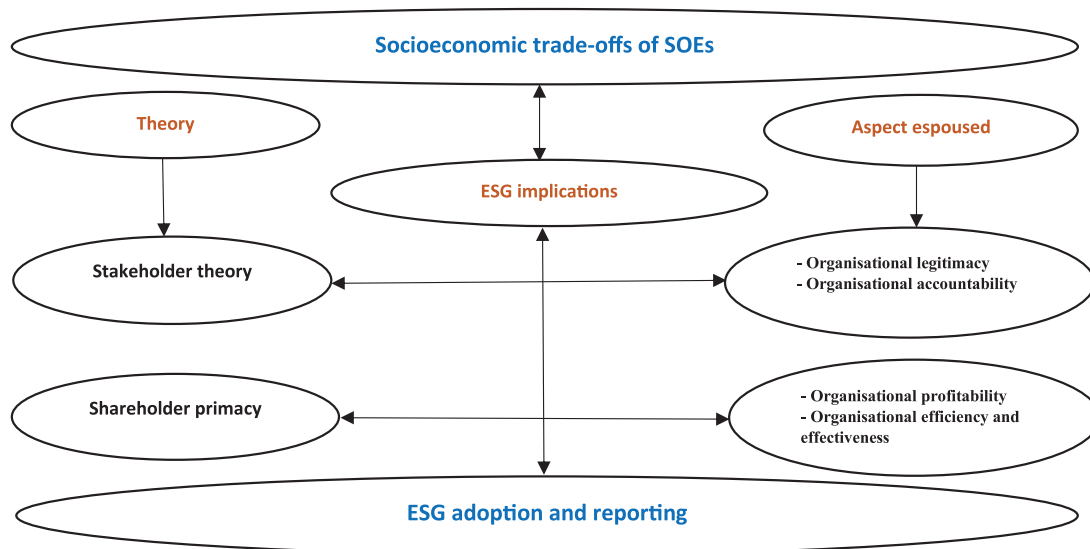 Socioeconomic trade-offs of SOEs
Theory
Aspect espoused
ESG implications
Stakeholder theory
- Organisational legitimacy
- Organisational accountability
Shareholder primacy
- Organisational profitability
- Organisational efficiency and
effectiveness
ESG adoption and reporting